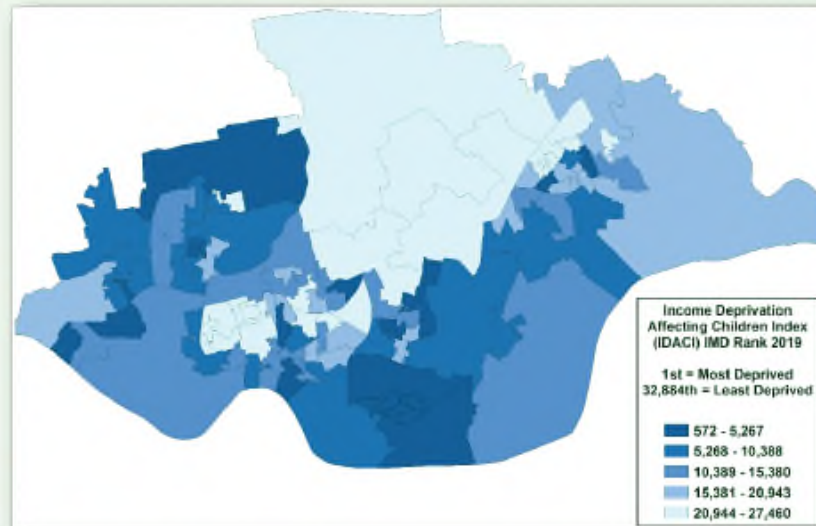 Income Deprivation
Affecting Children Index
(IDACI) IMD Rank 2019
1st = Most Deprived
32,884th = Least Deprived
572 - 5,267
5,268 - 10,388
10,389 - 15,380
15,381 - 20,943
20,944 - 27,460